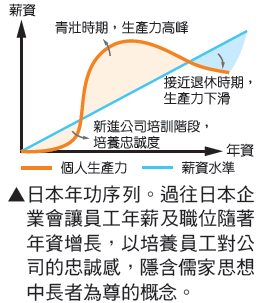 薪資
青壯時期，生產力高峰
接近退休時期，
生產力下滑
新進公司培訓階段，
培養忠誠度
年資
個人生產力
薪資水準
▲日本年功序列。過往日本企
業會讓員工年薪及職位隨著
年資增長，以培養員工對公
司的忠誠感，隱含儒家思想
中長者為尊的概念。